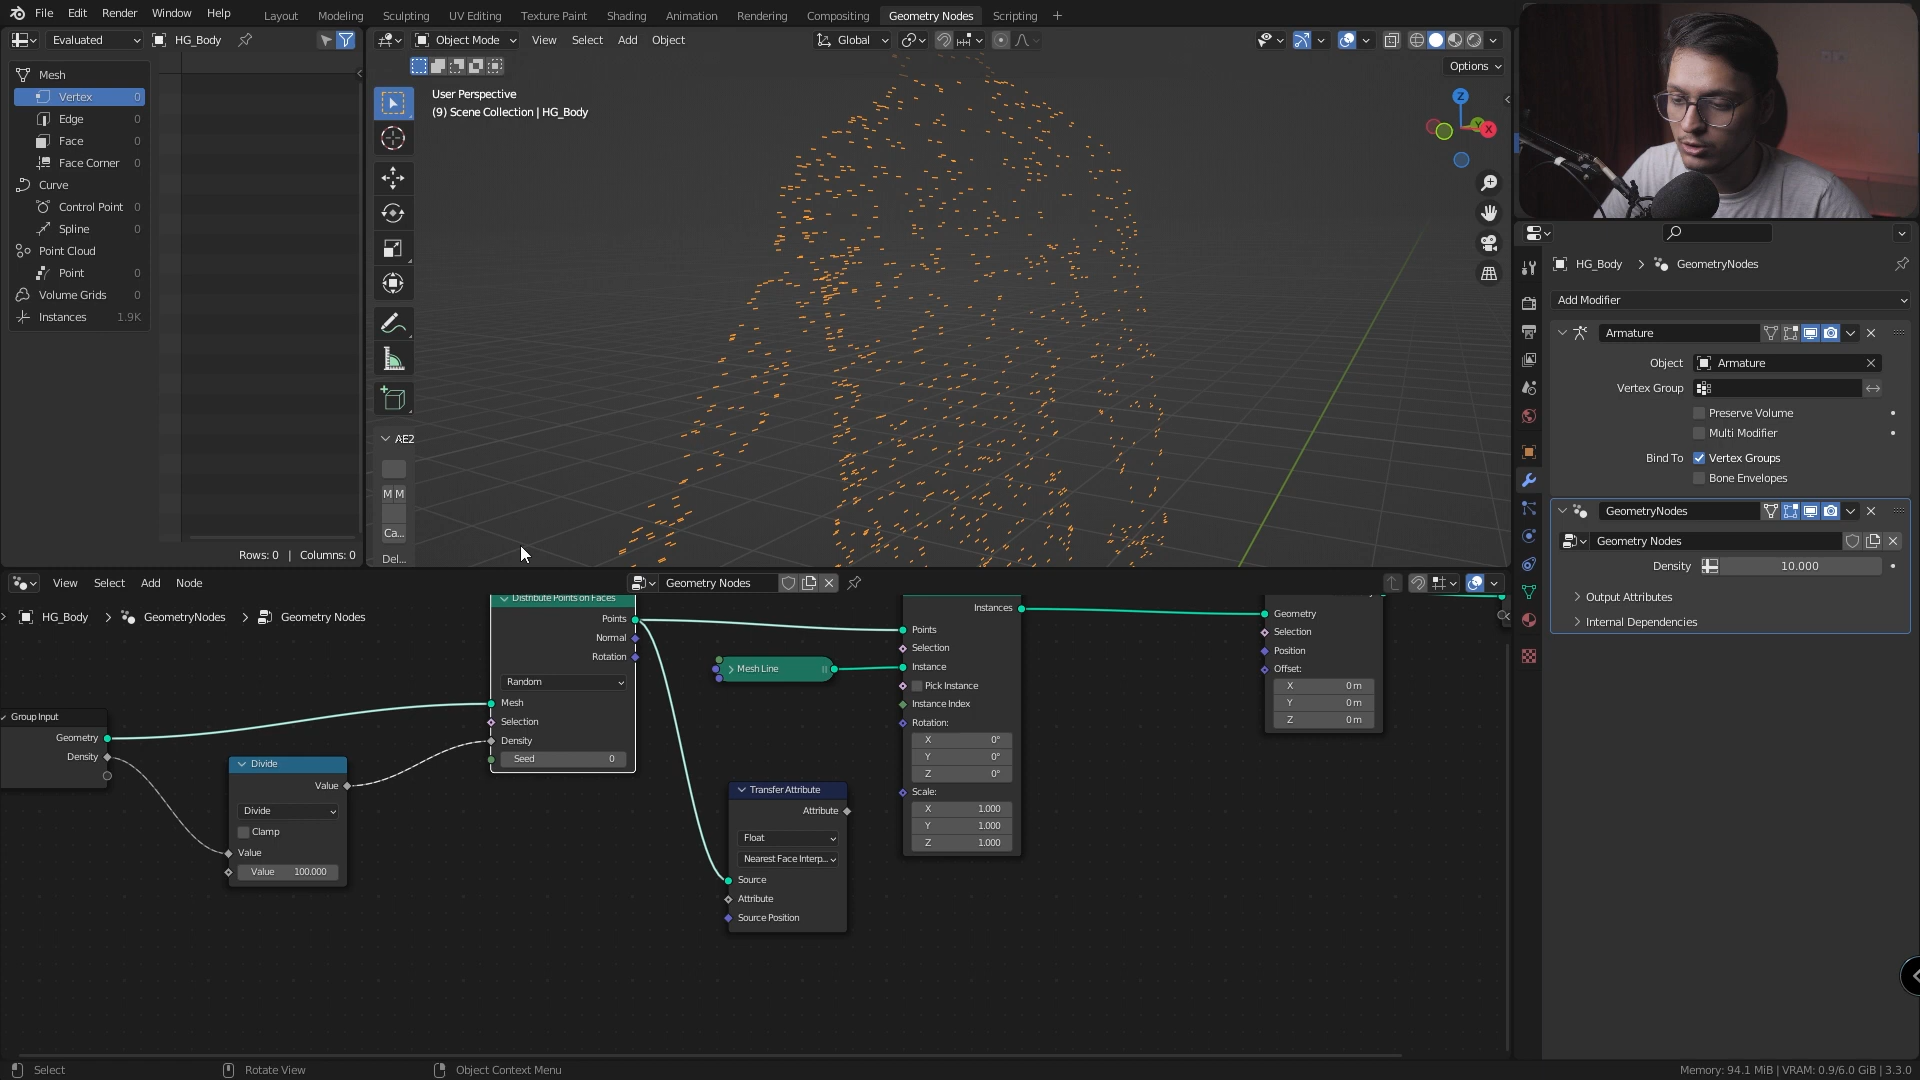 File Edit Render Window Help Layout Modeling Sculpting UV Editing Texture Paint Shading Animation Rendering Compositing Geometry Nodes Scripting +
Evaluated HG_Body
Mesh
Vertex 0
Edge 0
Face 0
Face Corner 0
Curve
Control Point 0
Spline 0
Point Cloud
Point 0
Volume Grids 0
Instances 1.9K
Rows: 0 | Columns: 0
Object Mode View Select Add Object Global
Options
User Perspective
(9) Scene Collection | HG_Body
Z
Y
X
AE2
M M
Ca...
Del...
HG_Body > GeometryNodes
Add Modifier
Armature
Object Armature
Vertex Group
Preserve Volume
Multi Modifier
Bind To Vertex Groups
Bone Envelopes
GeometryNodes
Geometry Nodes
Density 10.000
Output Attributes
Internal Dependencies
View Select Add Node Geometry Nodes
HG_Body > GeometryNodes > Geometry Nodes
Group Input
Geometry
Density
Divide
Value
Divide
Clamp
Value
Value 100.000
Distribute Points on Faces
Points
Normal
Rotation
Random
Mesh
Selection
Density
Seed 0
Mesh Line
Transfer Attribute
Attribute
Float
Nearest Face Interp...
Source
Attribute
Source Position
Instances
Points
Selection
Instance
Pick Instance
Instance Index
Rotation:
X 0°
Y 0°
Z 0°
Scale:
X 1.000
Y 1.000
Z 1.000
Geometry
Selection
Position
Offset:
X 0 m
Y 0 m
Z 0 m
Select Rotate View Object Context Menu Memory: 94.1 MiB | VRAM: 0.9/6.0 GiB | 3.3.0